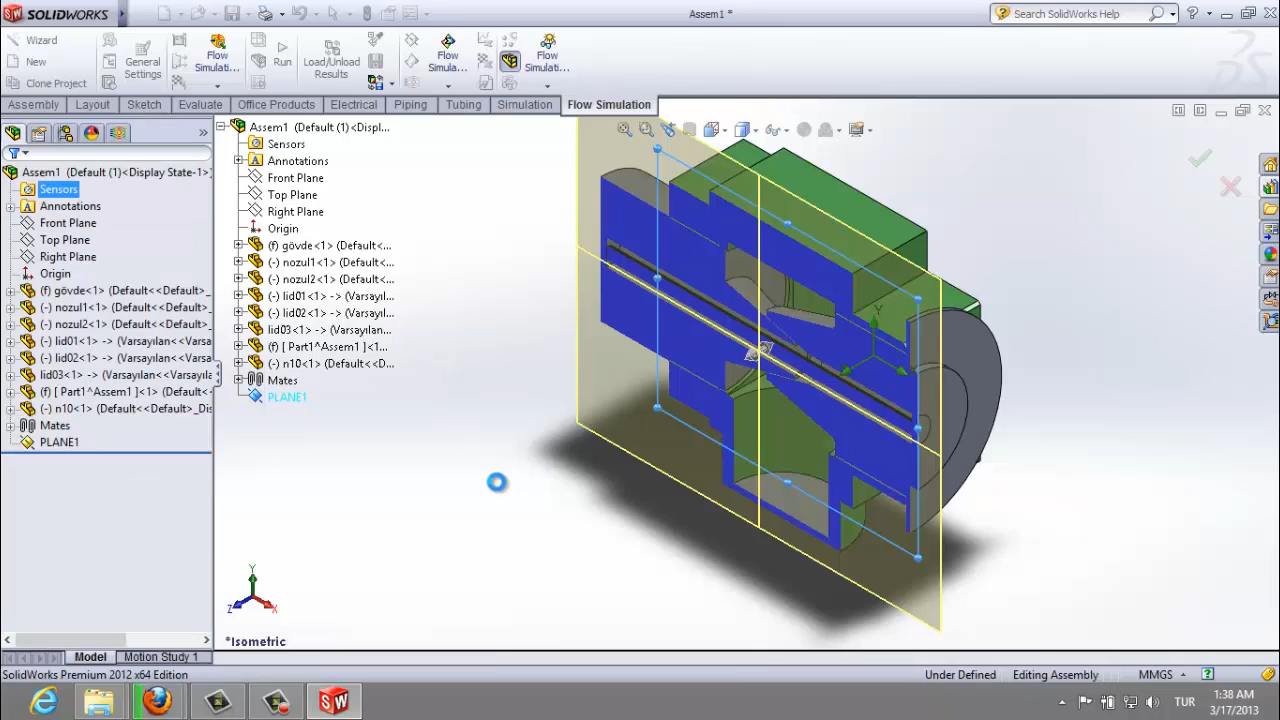 SOLIDWORKS
Assem1 *
Search SolidWorks Help
Wizard
New
Clone Project
General Settings
Flow Simulati...
Run
Load/Unload Results
Flow Simula...
Flow Simulati...
Assembly
Layout
Sketch
Evaluate
Office Products
Electrical
Piping
Tubing
Simulation
Flow Simulation
Assem1 (Default (1)<Display State-1>)
Sensors
Annotations
Front Plane
Top Plane
Right Plane
Origin
(f) gövde<1> (Default<<Default>_
(-) nozul1<1> (Default<<Default>
(-) nozul2<1> (Default<<Default>
(-) lid01<1> -> (Varsayılan<<Vars
(-) lid02<1> -> (Varsayılan<<Vars
lid03<1> -> (Varsayılan<<Varsayıla
(f) [ Part1^Assem1 ]<1> (Default<
(-) n10<1> (Default<<Default>_Dis
Mates
PLANE1
Assem1 (Default (1)<Displ...
Sensors
Annotations
Front Plane
Top Plane
Right Plane
Origin
(f) gövde<1> (Default<...
(-) nozul1<1> (Default<...
(-) nozul2<1> (Default<...
(-) lid01<1> -> (Varsayıl...
(-) lid02<1> -> (Varsayıl...
lid03<1> -> (Varsayılan...
(f) [ Part1^Assem1 ]<1...
(-) n10<1> (Default<<D...
Mates
PLANE1
Y
Y
Z
X
*Isometric
Model
Motion Study 1
SolidWorks Premium 2012 x64 Edition
Under Defined
Editing Assembly
MMGS
TUR
1:38 AM
3/17/2013